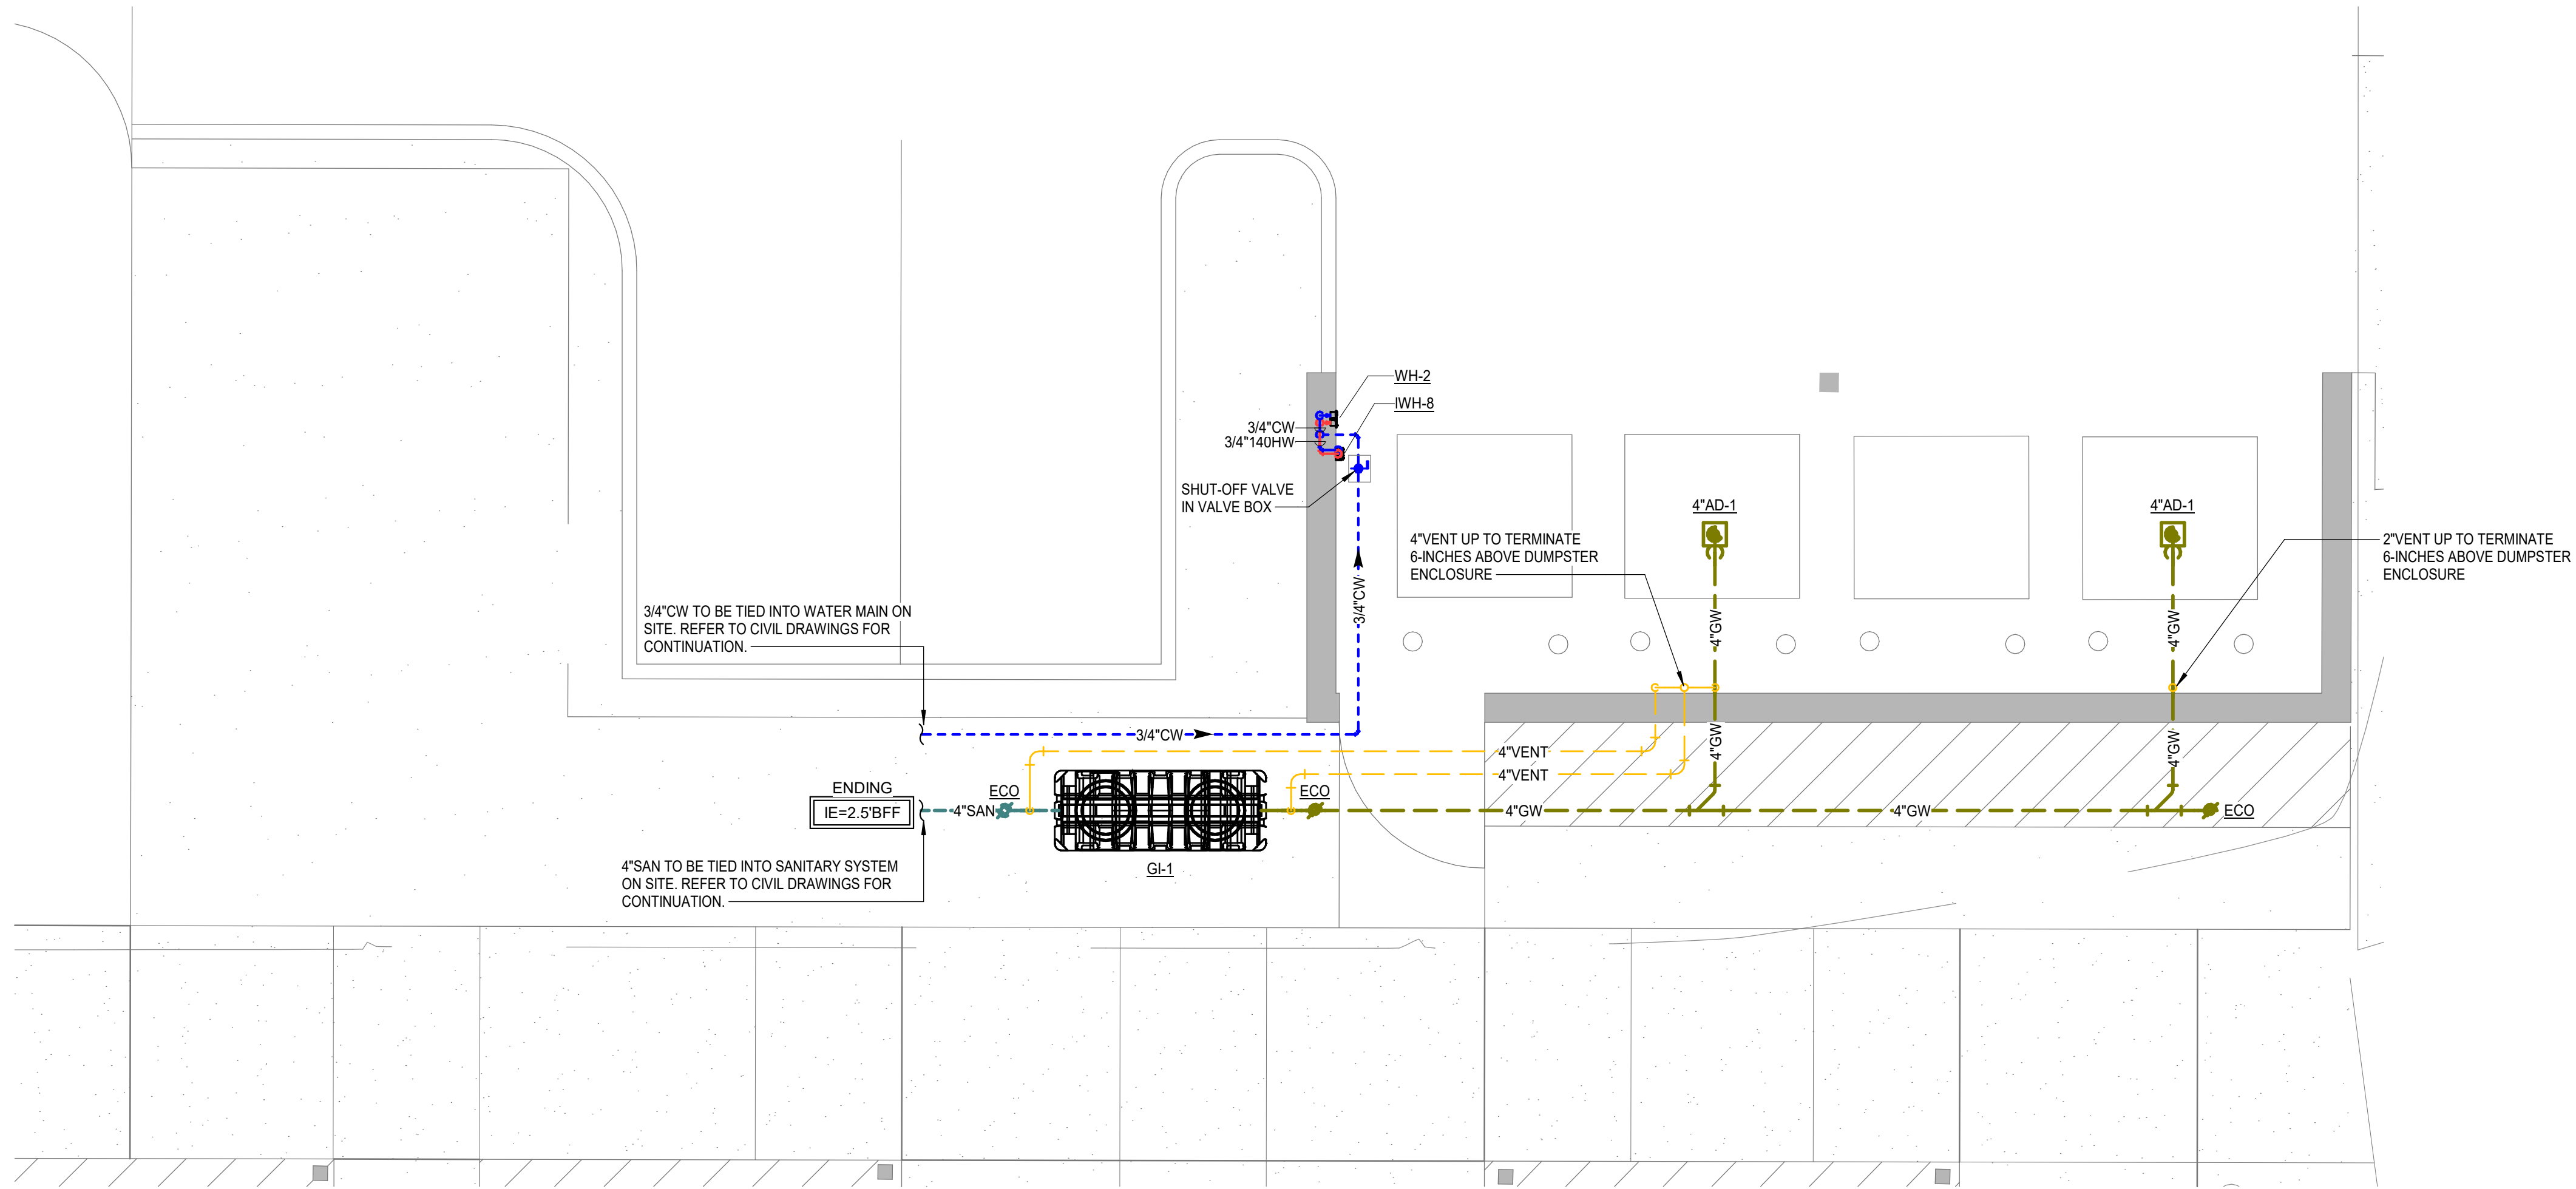 WH-2
IWH-8
3/4"CW
3/4"140HW
SHUT-OFF VALVE
IN VALVE BOX
4"AD-1
4"AD-1
4"VENT UP TO TERMINATE
6-INCHES ABOVE DUMPSTER
ENCLOSURE
2"VENT UP TO TERMINATE
6-INCHES ABOVE DUMPSTER
ENCLOSURE
3/4"CW
4"GW
4"GW
3/4"CW TO BE TIED INTO WATER MAIN ON
SITE. REFER TO CIVIL DRAWINGS FOR
CONTINUATION.
3/4"CW
4"VENT
4"VENT
4"GW
4"GW
ENDING
IE=2.5'BFF
4"SAN
ECO
ECO
4"GW
4"GW
ECO
GI-1
4"SAN TO BE TIED INTO SANITARY SYSTEM
ON SITE. REFER TO CIVIL DRAWINGS FOR
CONTINUATION.